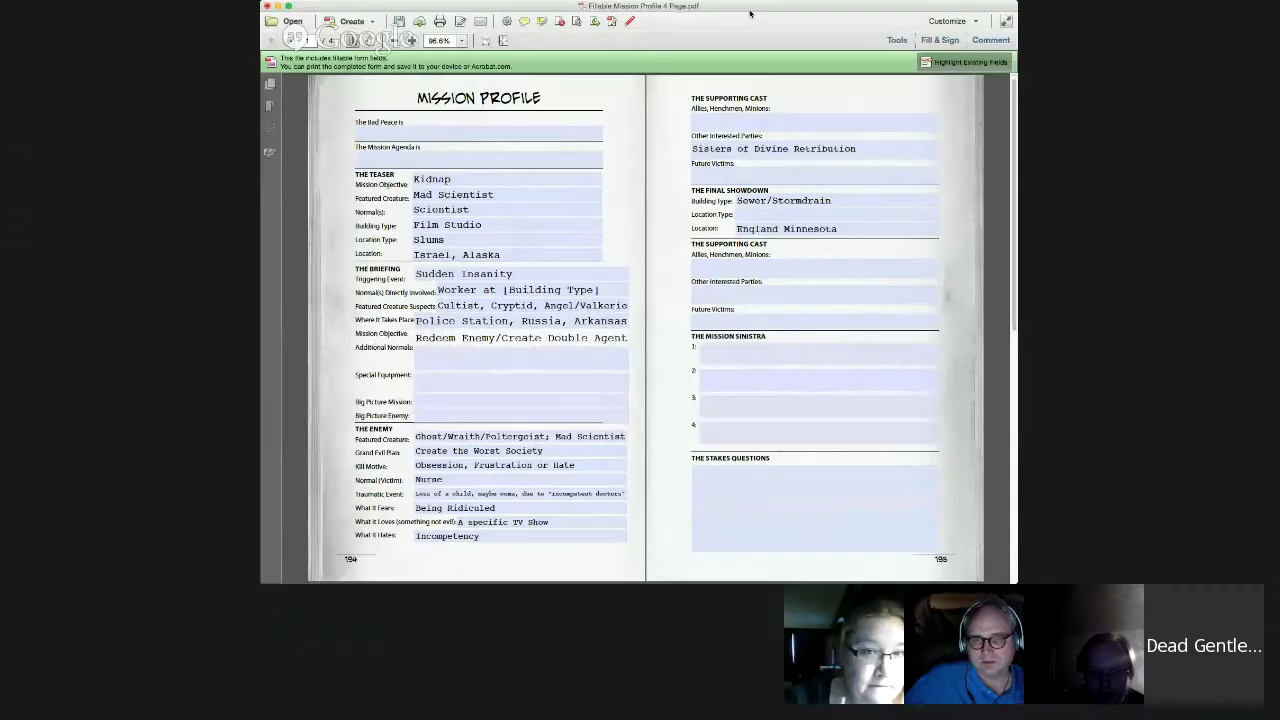 Fillable Mission Profile 4 Page.pdf
Open
Create
Customize
Google
1 / 4
96.6%
Tools
Fill & Sign
Comment
This file includes fillable form fields.
You can print the completed form and save it to your device or Acrobat.com.
Highlight Existing Fields
MISSION PROFILE
The Bad Peace is
The Mission Agenda is
THE TEASER
Mission Objective: Kidnap
Featured Creature: Mad Scientist
Normal(s): Scientist
Building Type: Film Studio
Location Type: Slums
Location: Israel, Alaska
THE BRIEFING
Triggering Event: Sudden Insanity
Normal(s) Directly Involved: Worker at [Building Type]
Featured Creature Suspects: Cultist, Cryptid, Angel/Valkerie
Where It Takes Place: Police Station, Russia, Arkansas
Mission Objective: Redeem Enemy/Create Double Agent
Additional Normals:
Special Equipment:
Big Picture Mission:
Big Picture Enemy:
THE ENEMY
Featured Creature: Ghost/Wraith/Poltergeist; Mad Scientist
Grand Evil Plan: Create the Worst Society
Kill Motive: Obsession, Frustration or Hate
Normal (Victim): Nurse
Traumatic Event: Loss of a child, maybe coma, due to "incompetent doctors"
What It Fears: Being Ridiculed
What It Loves (something not evil): A specific TV Show
What It Hates: Incompetency
194
THE SUPPORTING CAST
Allies, Henchmen, Minions:
Other Interested Parties:
Sisters of Divine Retribution
Future Victims:
THE FINAL SHOWDOWN
Building Type: Sewer/Stormdrain
Location Type:
Location: England Minnesota
THE SUPPORTING CAST
Allies, Henchmen, Minions:
Other Interested Parties:
Future Victims:
THE MISSION SINISTRA
1:
2:
3:
4:
THE STAKES QUESTIONS
195
Dead Gentle...